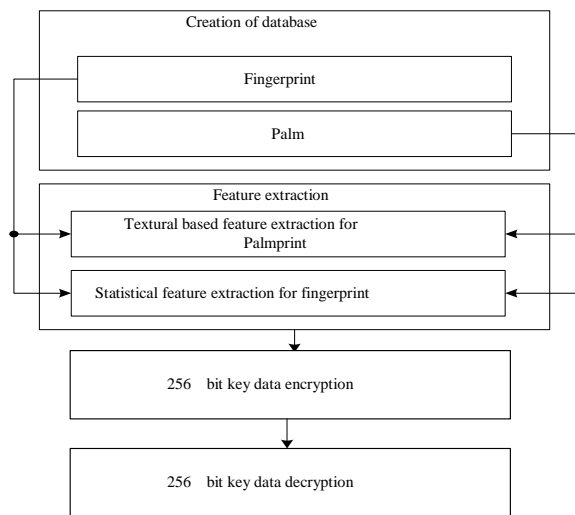 Creation of database
Fingerprint
Palm
Feature extraction
Textural based feature extraction for
Palmprint
Statistical feature extraction for fingerprint
256 bit key data encryption
256 bit key data decryption